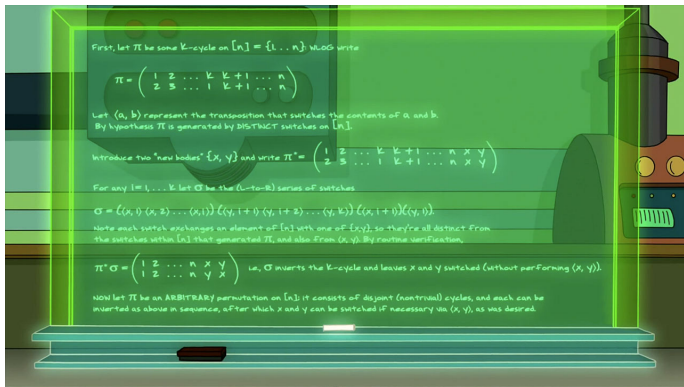 First, let π be some k-cycle on [n] = {1 .. n}: WLOG write
π = ( 1 2 ... k k+1 ... n
2 3 ... 1 k+1 ... n )
Let ⟨a, b⟩ represent the transposition that switches the contents of a and b.
By hypothesis π is generated by DISTINCT switches on [n].
Introduce two "new bodies" {x, y} and write π* = ( 1 2 ... k k+1 ... n x y
2 3 ... 1 k+1 ... n x y )
For any i=1, ... k let σ be the (L-to-R) series of switches
σ = (⟨x, 1⟩ ⟨x, 2⟩ ... ⟨x, i⟩) (⟨y, i+1⟩ ⟨y, i+2⟩ ... ⟨y, k⟩) (⟨x, i+1⟩) (⟨y, 1⟩).
Note each switch exchanges an element of [n] with one of {x,y}, so they're all distinct from
the switches within [n] that generated π, and also from ⟨x, y⟩. By routine verification,
π* σ = ( 1 2 ... n x y
1 2 ... n y x ) i.e., σ inverts the k-cycle and leaves x and y switched (without performing ⟨x, y⟩).
NOW let π be an ARBITRARY permutation on [n]; it consists of disjoint (nontrivial) cycles, and each can be
inverted as above in sequence, after which x and y can be switched if necessary via ⟨x, y⟩, as was desired.